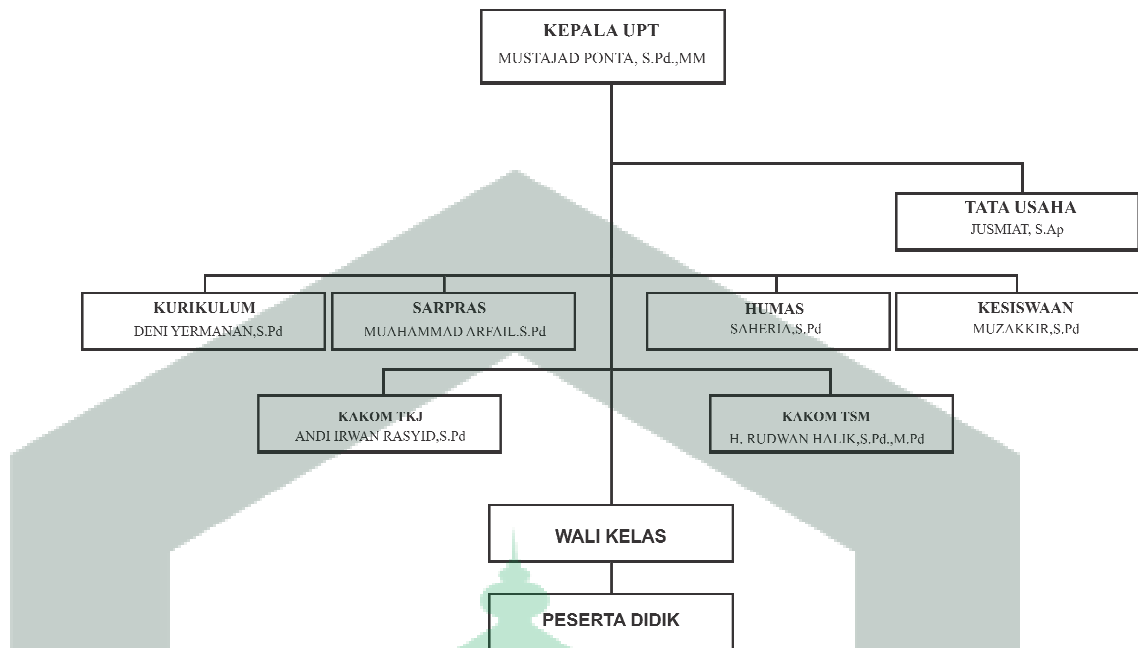 KEPALA UPT
MUSTAJAD PONTA, S.Pd.,MM
TATA USAHA
JUSMIAT, S.Ap
KURIKULUM
DENI YERMANAN,S.Pd
SARPRAS
MUAHAMMAD ARFAIL.S.Pd
HUMAS
SAHERIA,S.Pd
KESISWAAN
MUZAKKIR,S.Pd
KAKOM TKJ
ANDI IRWAN RASYID,S.Pd
KAKOM TSM
H. RUDWAN HALIK,S.Pd.,M.Pd
WALI KELAS
PESERTA DIDIK